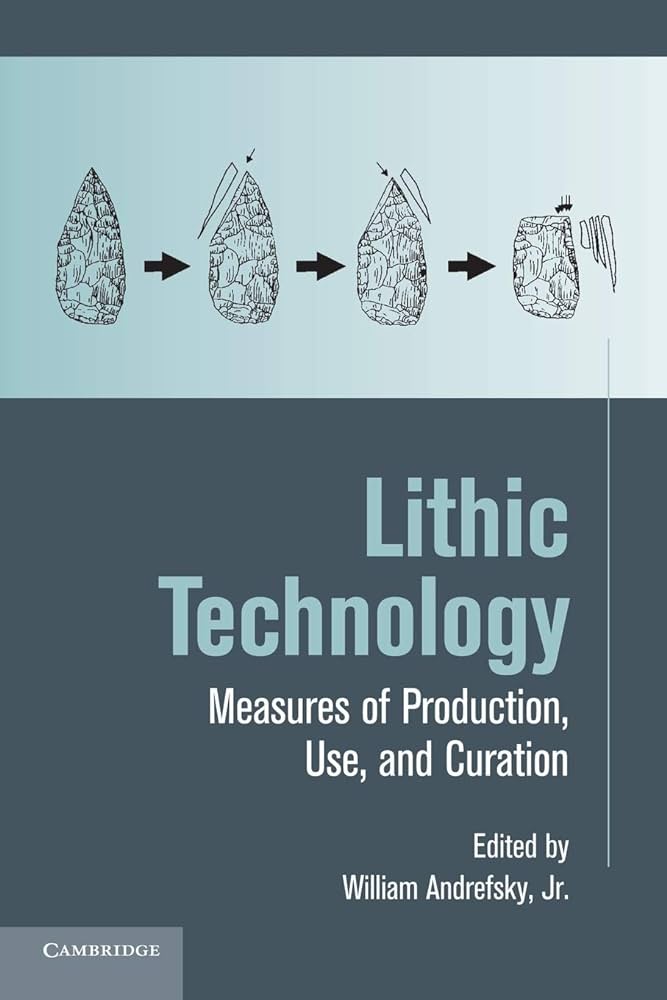 Lithic
Technology
Measures of Production,
Use, and Curation
Edited by
William Andrefsky, Jr.
CAMBRIDGE